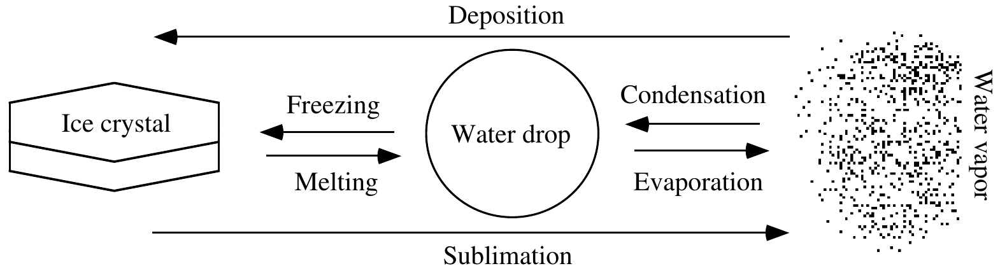 Deposition
Freezing
Condensation
Ice crystal
Water drop
Water vapor
Melting
Evaporation
Sublimation